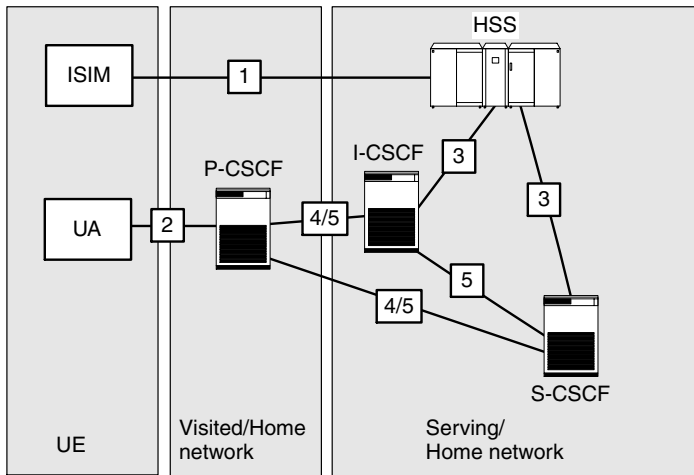 HSS
ISIM
1
I-CSCF
3
P-CSCF
3
UA
2
4/5
5
4/5
S-CSCF
UE
Visited/Home
network
Serving/
Home network